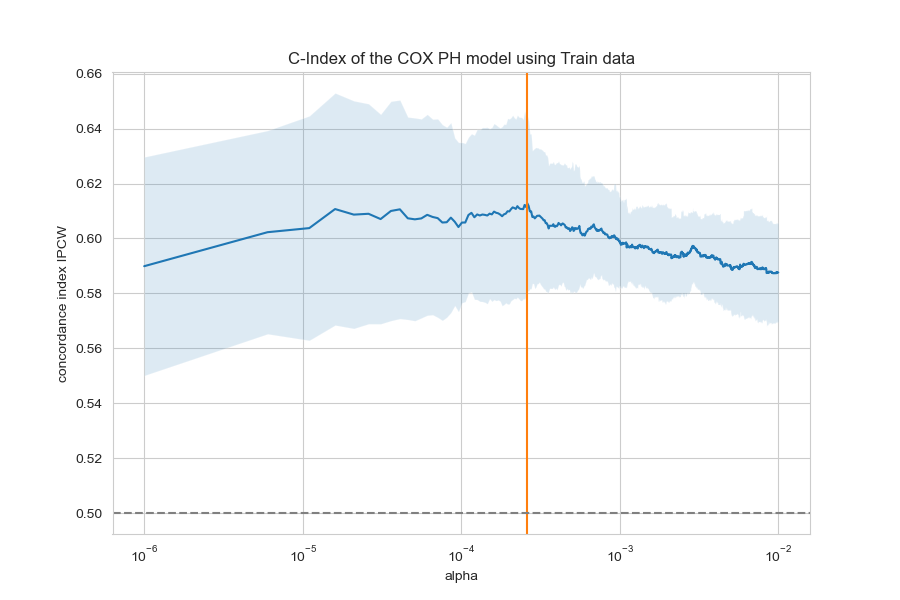 C-Index of the COX PH model using Train data
concordance index IPCW
0.66
0.64
0.62
0.60
0.58
0.56
0.54
0.52
0.50
10⁻⁶ 10⁻⁵ 10⁻⁴ 10⁻³ 10⁻²
alpha